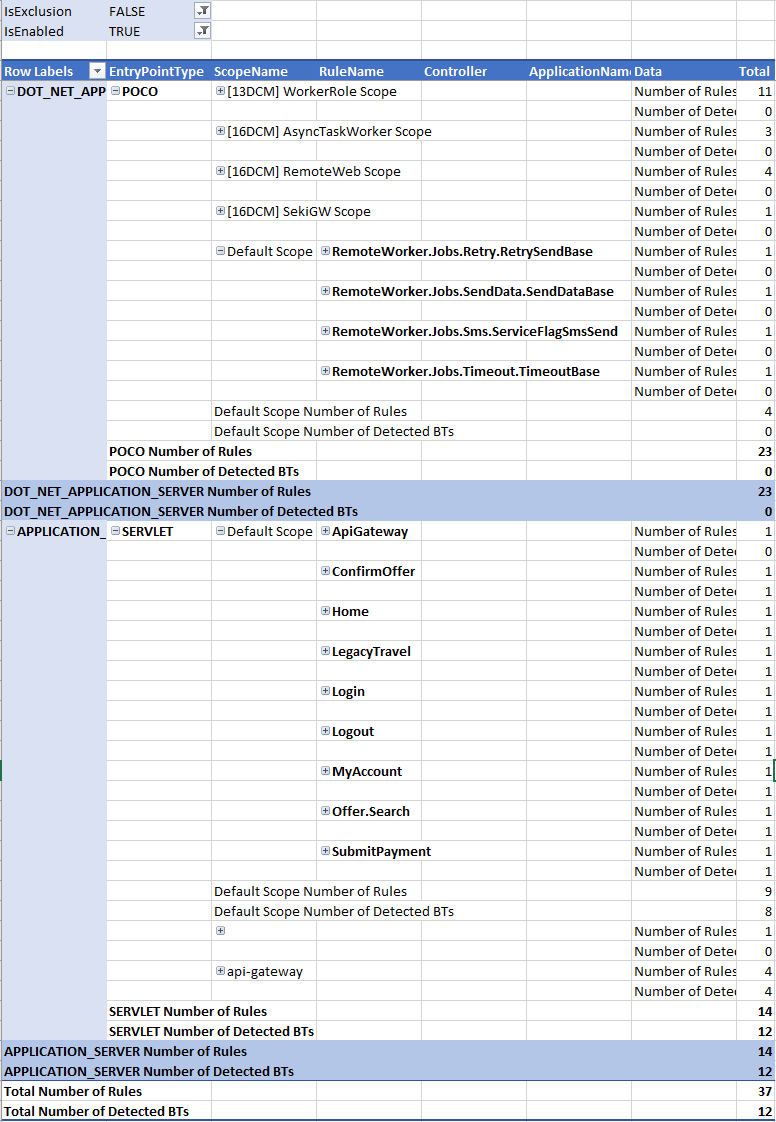 IsExclusion FALSE
IsEnabled TRUE
Row Labels EntryPointType ScopeName RuleName Controller ApplicationNam Data Total
DOT_NET_APP POCO [13DCM] WorkerRole Scope Number of Rules 11
Number of Dete 0
[16DCM] AsyncTaskWorker Scope Number of Rules 3
Number of Dete 0
[16DCM] RemoteWeb Scope Number of Rules 4
Number of Dete 0
[16DCM] SekiGW Scope Number of Rules 1
Number of Dete 0
Default Scope RemoteWorker.Jobs.Retry.RetrySendBase Number of Rules 1
Number of Dete 0
RemoteWorker.Jobs.SendData.SendDataBase Number of Rules 1
Number of Dete 0
RemoteWorker.Jobs.Sms.ServiceFlagSmsSend Number of Rules 1
Number of Dete 0
RemoteWorker.Jobs.Timeout.TimeoutBase Number of Rules 1
Number of Dete 0
Default Scope Number of Rules 4
Default Scope Number of Detected BTs 0
POCO Number of Rules 23
POCO Number of Detected BTs 0
DOT_NET_APPLICATION_SERVER Number of Rules 23
DOT_NET_APPLICATION_SERVER Number of Detected BTs 0
APPLICATION_ SERVLET Default Scope ApiGateway Number of Rules 1
Number of Dete 0
ConfirmOffer Number of Rules 1
Number of Dete 1
Home Number of Rules 1
Number of Dete 1
LegacyTravel Number of Rules 1
Number of Dete 1
Login Number of Rules 1
Number of Dete 1
Logout Number of Rules 1
Number of Dete 1
MyAccount Number of Rules 1
Number of Dete 1
Offer.Search Number of Rules 1
Number of Dete 1
SubmitPayment Number of Rules 1
Number of Dete 1
Default Scope Number of Rules 9
Default Scope Number of Detected BTs 8
Number of Rules 1
Number of Dete 0
api-gateway Number of Rules 4
Number of Dete 4
SERVLET Number of Rules 14
SERVLET Number of Detected BTs 12
APPLICATION_SERVER Number of Rules 14
APPLICATION_SERVER Number of Detected BTs 12
Total Number of Rules 37
Total Number of Detected BTs 12